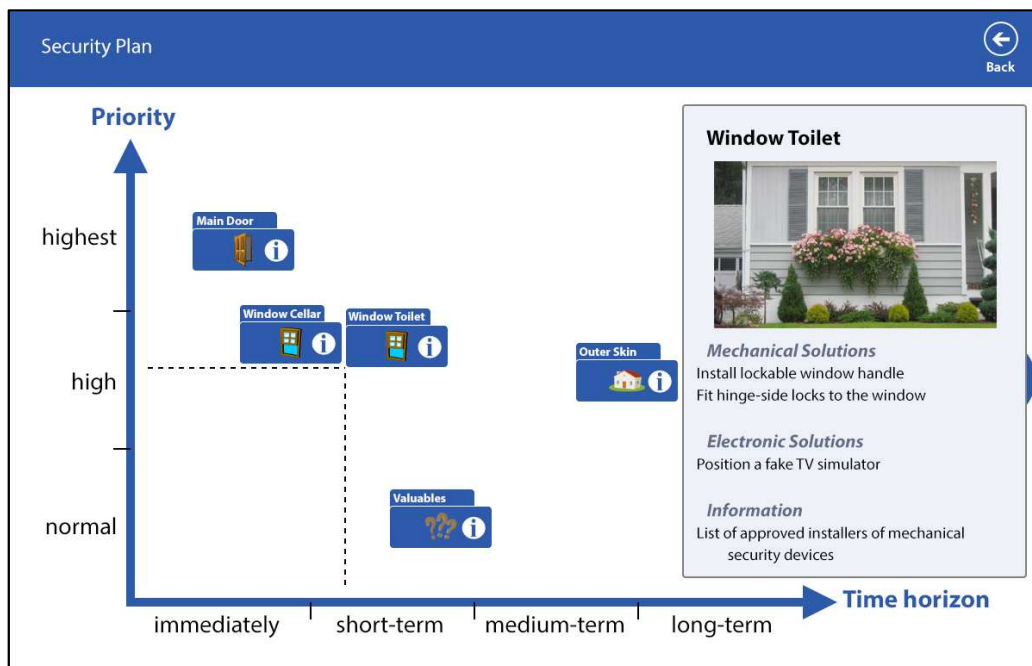 Security Plan
Back
Priority
highest
high
normal
Main Door
Window Cellar
Window Toilet
Outer Skin
Valuables
immediately
short-term
medium-term
long-term
Time horizon
Window Toilet
Mechanical Solutions
Install lockable window handle
Fit hinge-side locks to the window
Electronic Solutions
Position a fake TV simulator
Information
List of approved installers of mechanical
security devices